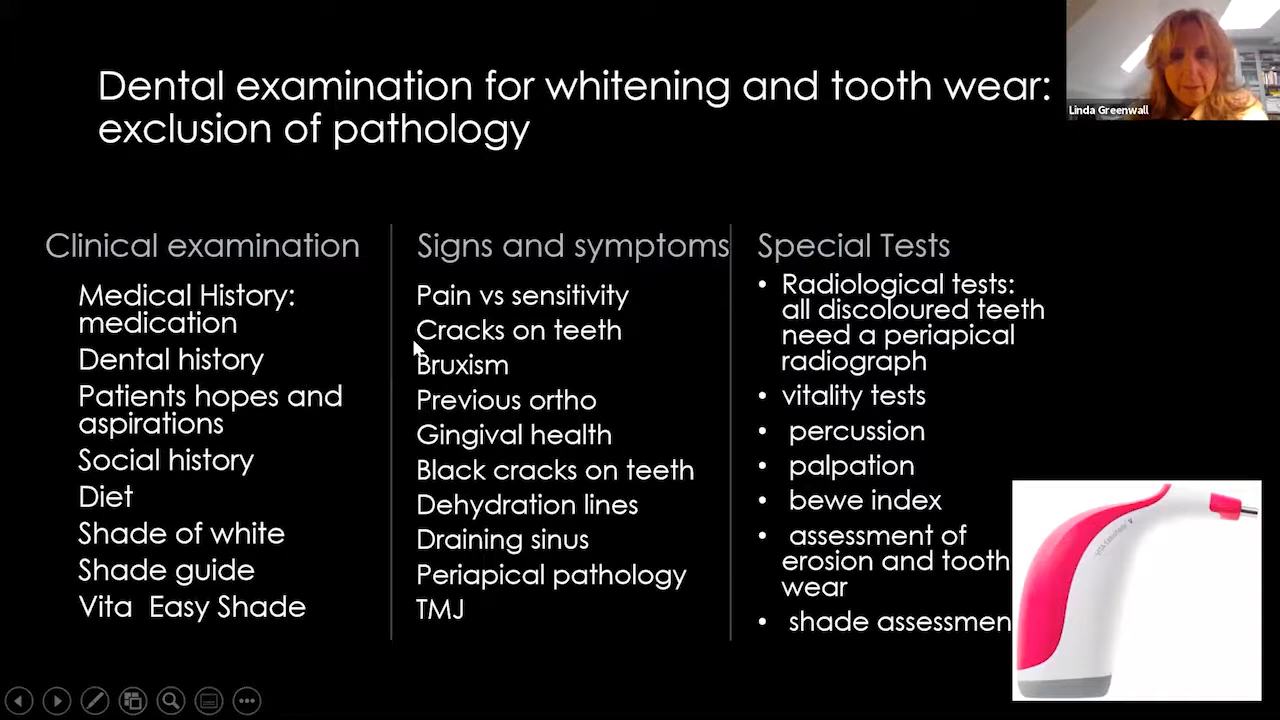 Dental examination for whitening and tooth wear:
exclusion of pathology
Linda Greenwall
Clinical examination
Medical History:
medication
Dental history
Patients hopes and
aspirations
Social history
Diet
Shade of white
Shade guide
Vita Easy Shade
Signs and symptoms
Pain vs sensitivity
Cracks on teeth
Bruxism
Previous ortho
Gingival health
Black cracks on teeth
Dehydration lines
Draining sinus
Periapical pathology
TMJ
Special Tests
• Radiological tests:
all discoloured teeth
need a periapical
radiograph
• vitality tests
• percussion
• palpation
• bewe index
• assessment of
erosion and tooth
wear
• shade assessmen